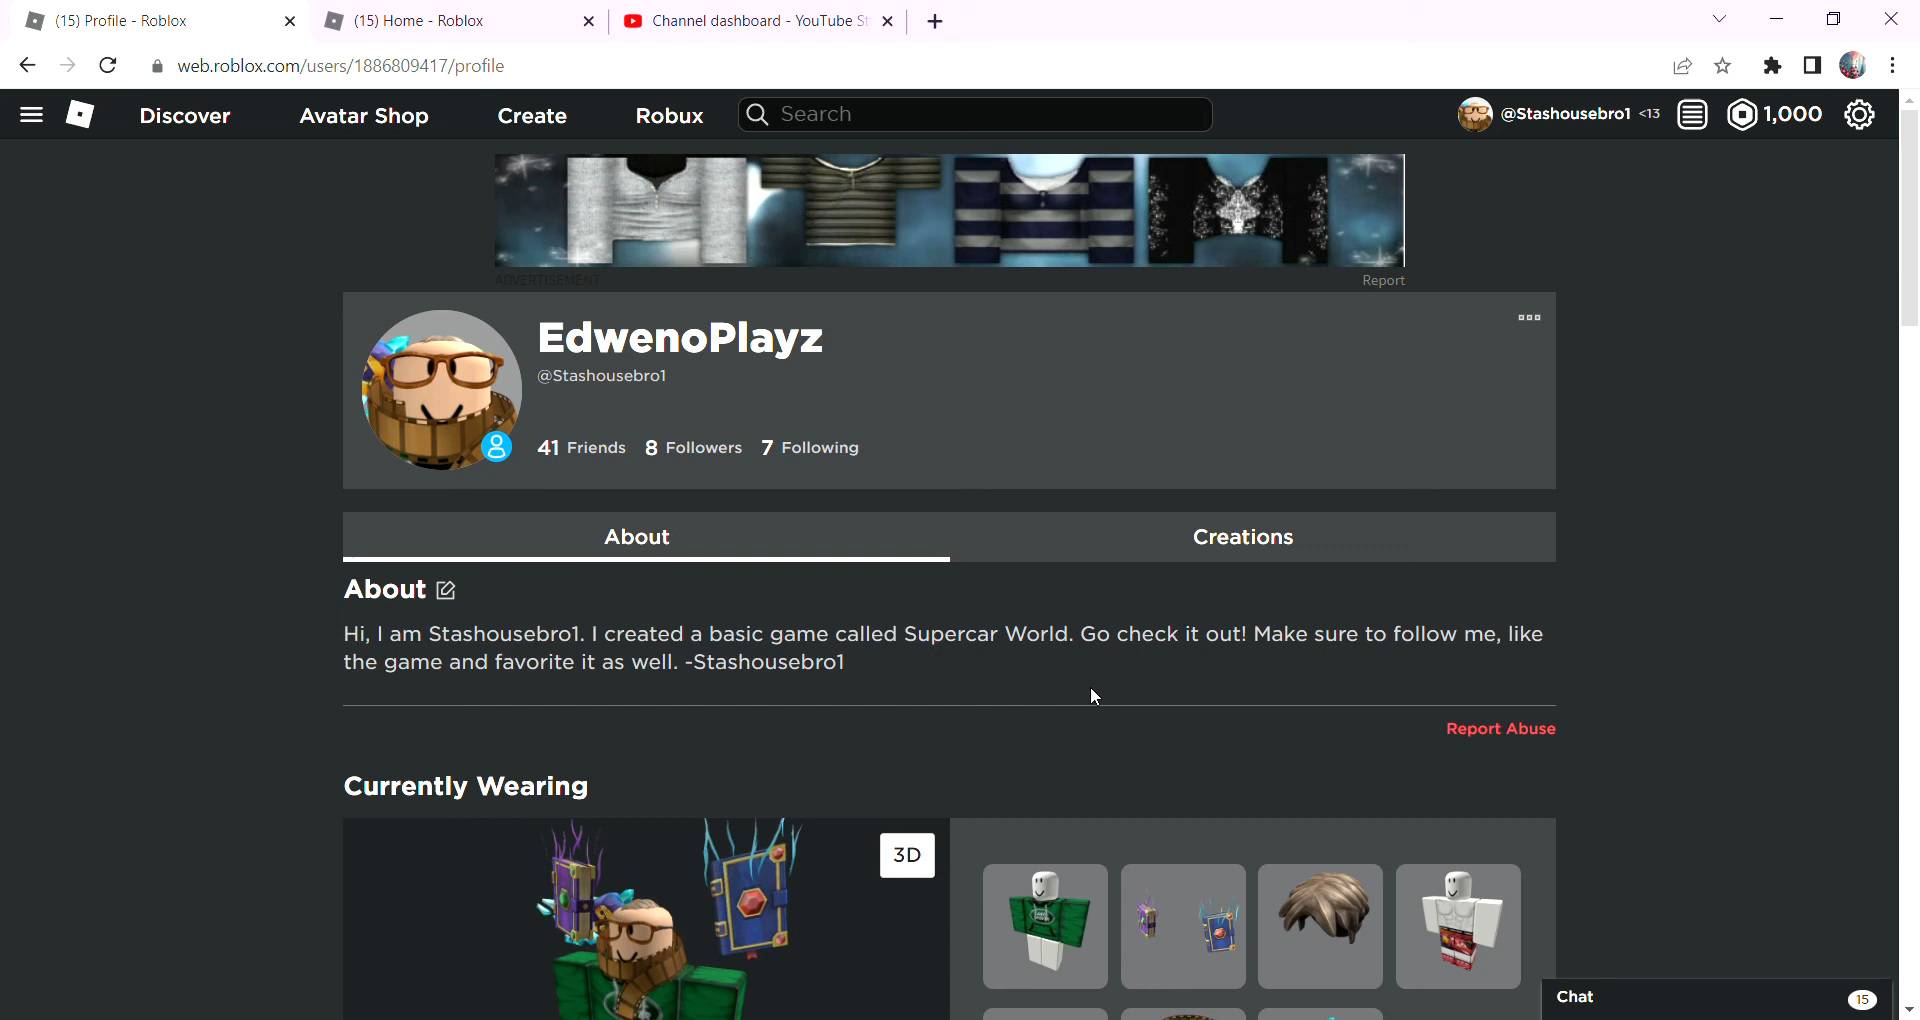 (15) Profile - Roblox
(15) Home - Roblox
Channel dashboard - YouTube St
web.roblox.com/users/1886809417/profile
Discover
Avatar Shop
Create
Robux
Search
@Stashousebro1 <13
1,000
ADVERTISEMENT
Report
EdwenoPlayz
@Stashousebro1
41 Friends 8 Followers 7 Following
About
Creations
About
Hi, I am Stashousebro1. I created a basic game called Supercar World. Go check it out! Make sure to follow me, like
the game and favorite it as well. -Stashousebro1
Report Abuse
Currently Wearing
3D
Chat
15